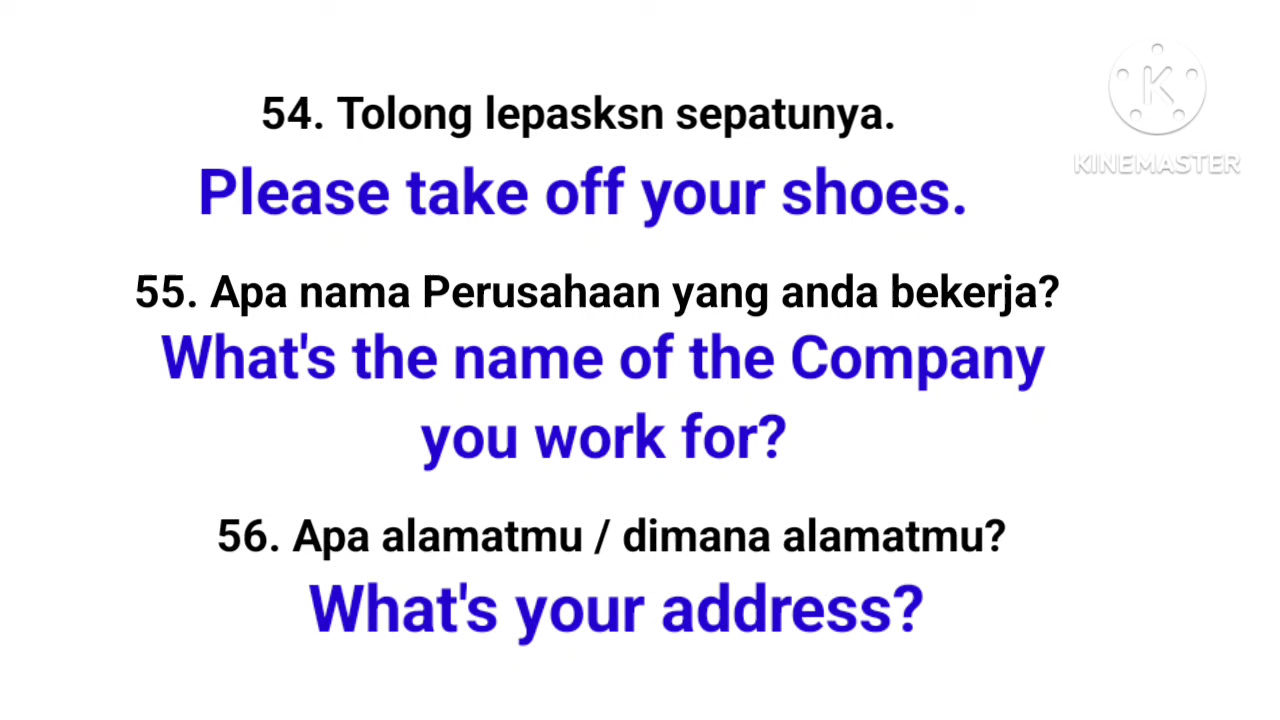 54. Tolong lepasksn sepatunya.
KINEMASTER
Please take off your shoes.
55. Apa nama Perusahaan yang anda bekerja?
What's the name of the Company
you work for?
56. Apa alamatmu / dimana alamatmu?
What's your address?